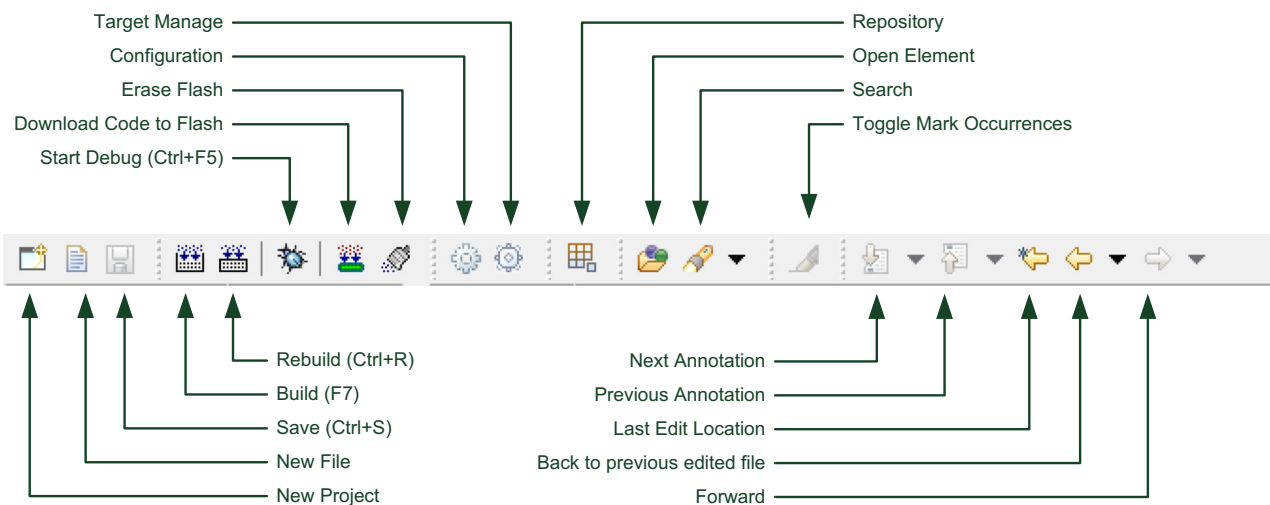 Target Manage
Configuration
Erase Flash
Download Code to Flash
Start Debug (Ctrl+F5)
Repository
Open Element
Search
Toggle Mark Occurrences
Rebuild (Ctrl+R)
Build (F7)
Save (Ctrl+S)
New File
New Project
Next Annotation
Previous Annotation
Last Edit Location
Back to previous edited file
Forward